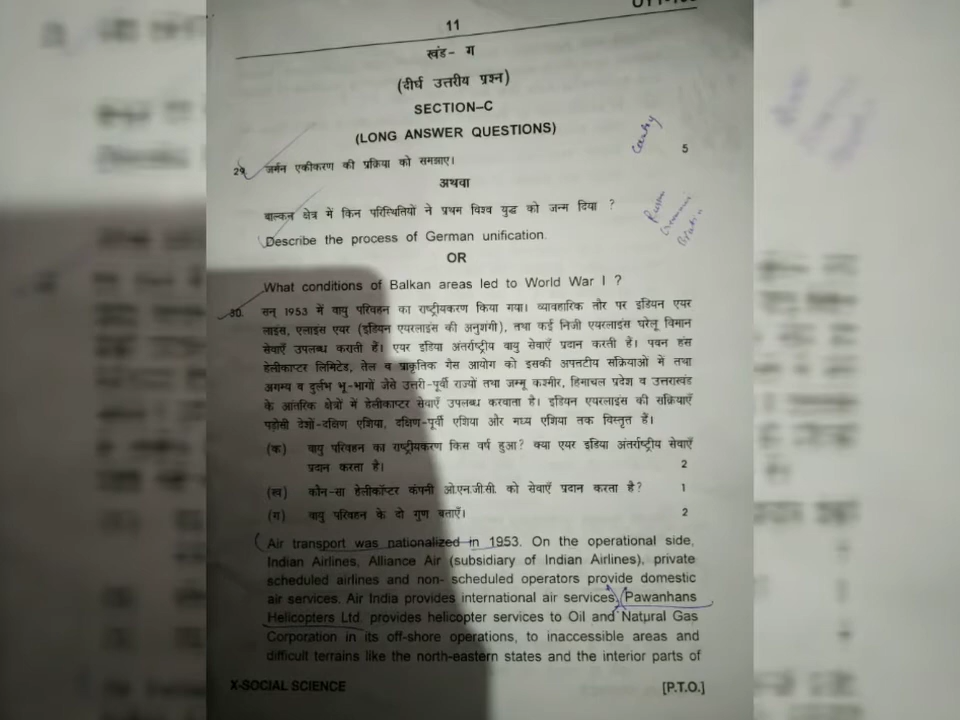 11
खंड- ग
(दीर्घ उत्तरीय प्रश्न)
SECTION–C
(LONG ANSWER QUESTIONS)
29. जर्मन एकीकरण की प्रक्रिया को समझाए। 5
अथवा
बाल्कन क्षेत्र में किन परिस्थितियों ने प्रथम विश्व युद्ध को जन्म दिया ?
Describe the process of German unification.
OR
What conditions of Balkan areas led to World War I ?
30. सन् 1953 में वायु परिवहन का राष्ट्रीयकरण किया गया। व्यावहारिक तौर पर इंडियन एयर
लाइंस, एलाइंस एयर (इंडियन एयरलाइंस की अनुशंगी), तथा कई निजी एयरलाइंस घरेलू विमान
सेवाएँ उपलब्ध कराती हैं। एयर इंडिया अंतर्राष्ट्रीय वायु सेवाएँ प्रदान करती हैं। पवन हंस
हेलीकाप्टर लिमिटेड, तेल व प्राकृतिक गैस आयोग को इसकी अपतटीय सक्रियाओं में तथा
अगम्य व दुर्लभ भू-भागों जैसे उत्तरी-पूर्वी राज्यों तथा जम्मू कश्मीर, हिमाचल प्रदेश व उत्तराखंड
के आंतरिक क्षेत्रों में हेलीकाप्टर सेवाएँ उपलब्ध करवाता है। इंडियन एयरलाइंस की सक्रियाएँ
पड़ोसी देशों-दक्षिण एशिया, दक्षिण-पूर्वी एशिया और मध्य एशिया तक विस्तृत हैं।
(क) वायु परिवहन का राष्ट्रीयकरण किस वर्ष हुआ? क्या एयर इंडिया अंतर्राष्ट्रीय सेवाएँ
प्रदान करता है। 2
(ख) कौन-सा हेलीकॉप्टर कंपनी ओ.एन.जी.सी. को सेवाएँ प्रदान करता है? 1
(ग) वायु परिवहन के दो गुण बताएँ। 2
Air transport was nationalized in 1953. On the operational side,
Indian Airlines, Alliance Air (subsidiary of Indian Airlines), private
scheduled airlines and non- scheduled operators provide domestic
air services. Air India provides international air services. Pawanhans
Helicopters Ltd. provides helicopter services to Oil and Natural Gas
Corporation in its off-shore operations, to inaccessible areas and
difficult terrains like the north-eastern states and the interior parts of
X-SOCIAL SCIENCE [P.T.O.]